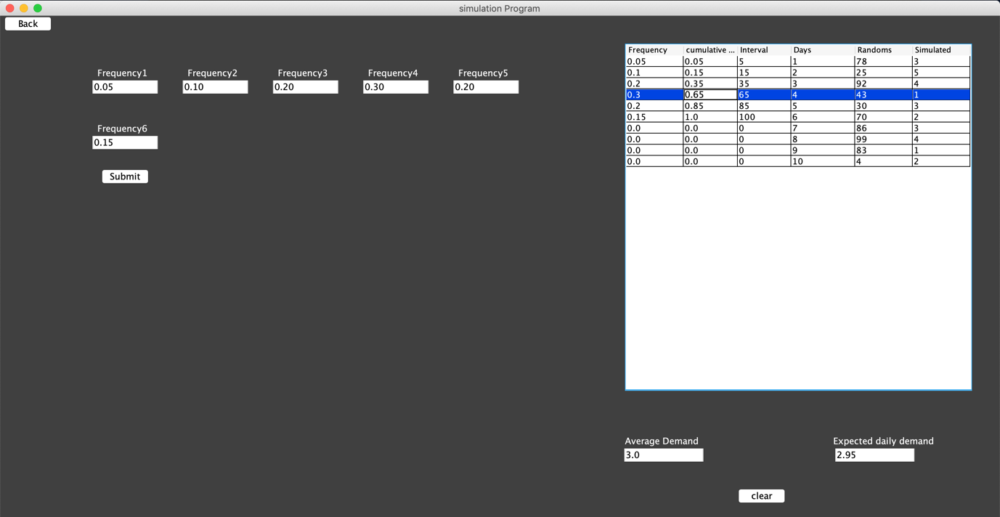 simulation Program
Back
Frequency1 Frequency2 Frequency3 Frequency4 Frequency5
0.05 0.10 0.20 0.30 0.20
Frequency6
0.15
Submit
Frequency cumulative ... Interval Days Randoms Simulated
0.05 0.05 5 1 78 3
0.1 0.15 15 2 25 5
0.2 0.35 35 3 92 4
0.3 0.65 65 4 43 1
0.2 0.85 85 5 30 3
0.15 1.0 100 6 70 2
0.0 0.0 0 7 86 3
0.0 0.0 0 8 99 4
0.0 0.0 0 9 83 1
0.0 0.0 0 10 4 2
Average Demand Expected daily demand
3.0 2.95
clear